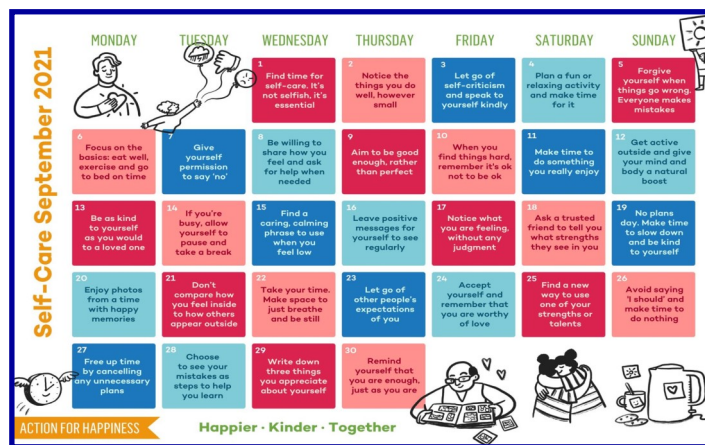 Self-Care September 2021
MONDAY
TUESDAY
WEDNESDAY
THURSDAY
FRIDAY
SATURDAY
SUNDAY
1
Find time for
self-care. It's
not selfish, it's
essential
2
Notice the
things you do
well, however
small
3
Let go of
self-criticism
and speak to
yourself kindly
4
Plan a fun or
relaxing activity
and make time
for it
5
Forgive
yourself when
things go wrong.
Everyone makes
mistakes
6
Focus on the
basics: eat well,
exercise and go
to bed on time
7
Give
yourself
permission
to say 'no'
8
Be willing to
share how you
feel and ask
for help when
needed
9
Aim to be good
enough, rather
than perfect
10
When you
find things hard,
remember it's ok
not to be ok
11
Make time to
do something
you really enjoy
12
Get active
outside and give
your mind and
body a natural
boost
13
Be as kind
to yourself
as you would
to a loved one
14
If you're
busy, allow
yourself to
pause and
take a break
15
Find a
caring, calming
phrase to use
when you
feel low
16
Leave positive
messages for
yourself to see
regularly
17
Notice what
you are feeling,
without any
judgment
18
Ask a trusted
friend to tell you
what strengths
they see in you
19
No plans
day. Make time
to slow down
and be kind
to yourself
20
Enjoy photos
from a time
with happy
memories
21
Don't
compare how
you feel inside
to how others
appear outside
22
Take your time.
Make space to
just breathe
and be still
23
Let go of
other people's
expectations
of you
24
Accept
yourself and
remember that
you are worthy
of love
25
Find a new
way to use
one of your
strengths or
talents
26
Avoid saying
'I should' and
make time to
do nothing
27
Free up time
by cancelling
any unnecessary
plans
28
Choose
to see your
mistakes as
steps to help
you learn
29
Write down
three things
you appreciate
about yourself
30
Remind
yourself that
you are enough,
just as you are
ACTION FOR HAPPINESS
Happier · Kinder · Together